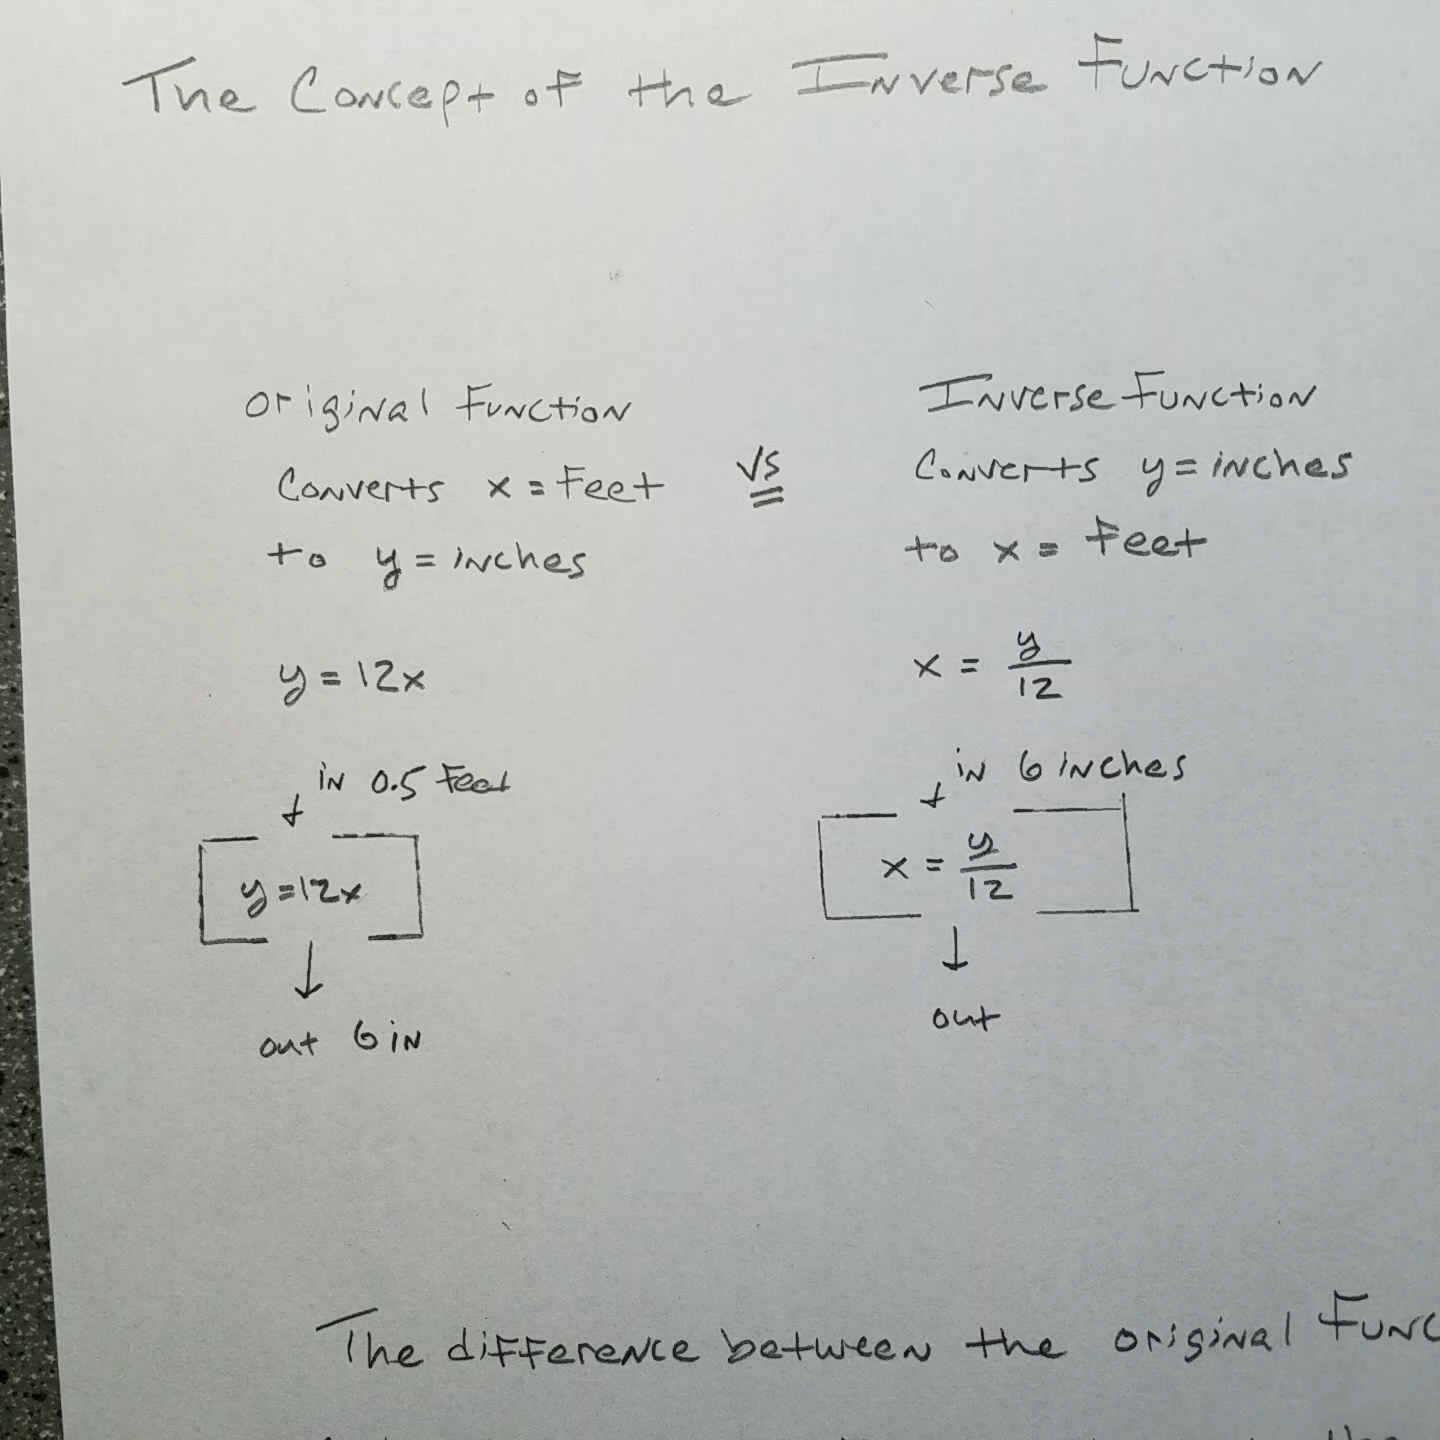 The Concept of the Inverse Function
original Function
Converts x = Feet
to y = inches
y = 12x
in 0.5 Feet
y = 12x
out 6 in
vs
Inverse Function
Converts y = inches
to x = Feet
x = y/12
in 6 inches
x = y/12
out
The difference between the original Func
the